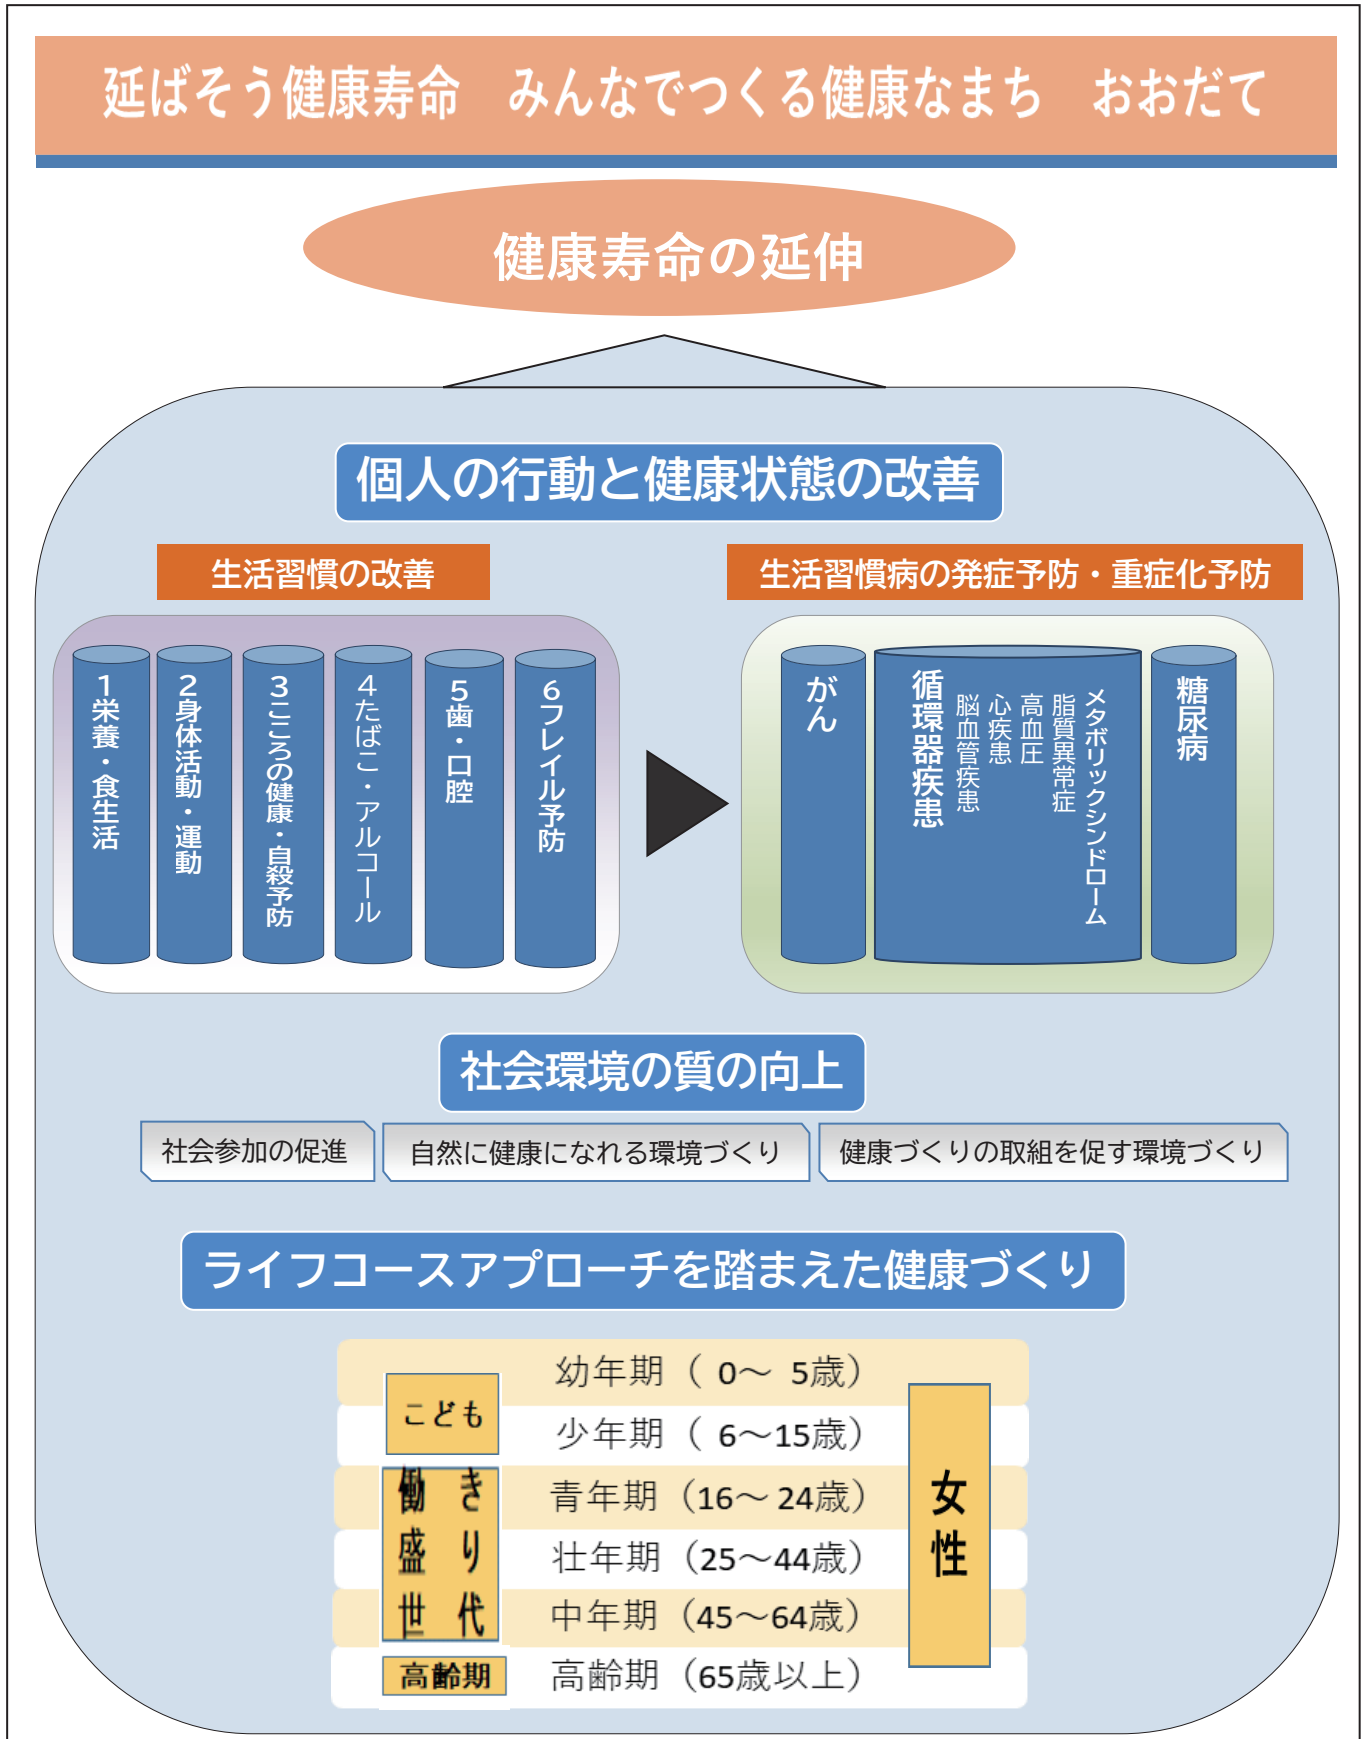 延ばそう健康寿命　みんなでつくる健康なまち　おおだて
健康寿命の延伸
個人の行動と健康状態の改善
生活習慣の改善
1栄養・食生活
2身体活動・運動
3こころの健康・自殺予防
4たばこ・アルコール
5歯・口腔
6フレイル予防
生活習慣病の発症予防・重症化予防
がん
循環器疾患
脳血管疾患
心疾患
高血圧
脂質異常症
メタボリックシンドローム
糖尿病
社会環境の質の向上
社会参加の促進
自然に健康になれる環境づくり
健康づくりの取組を促す環境づくり
ライフコースアプローチを踏まえた健康づくり
こども
働き
盛り
世代
高齢期
幼年期（ 0～ 5歳）
少年期（ 6～15歳）
青年期（16～ 24歳）
壮年期（25～44歳）
中年期（45～64歳）
高齢期（65歳以上）
女性